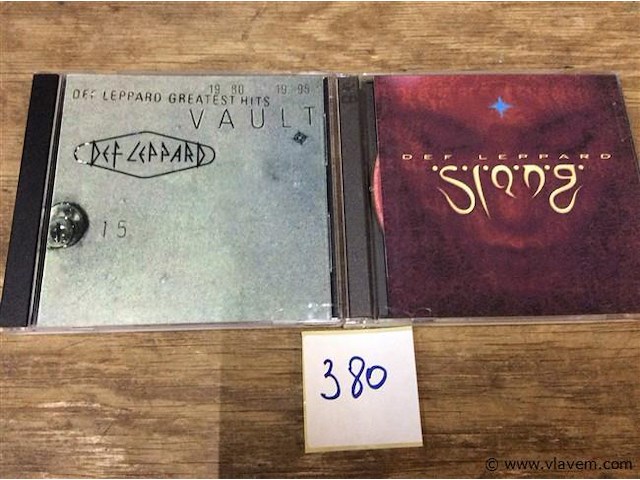 19 80 19 95
DEF LEPPARD GREATEST HITS
VAULT
DEF LEPPARD
15
DEF LEPPARD
Slang
380
© www.vlavem.com